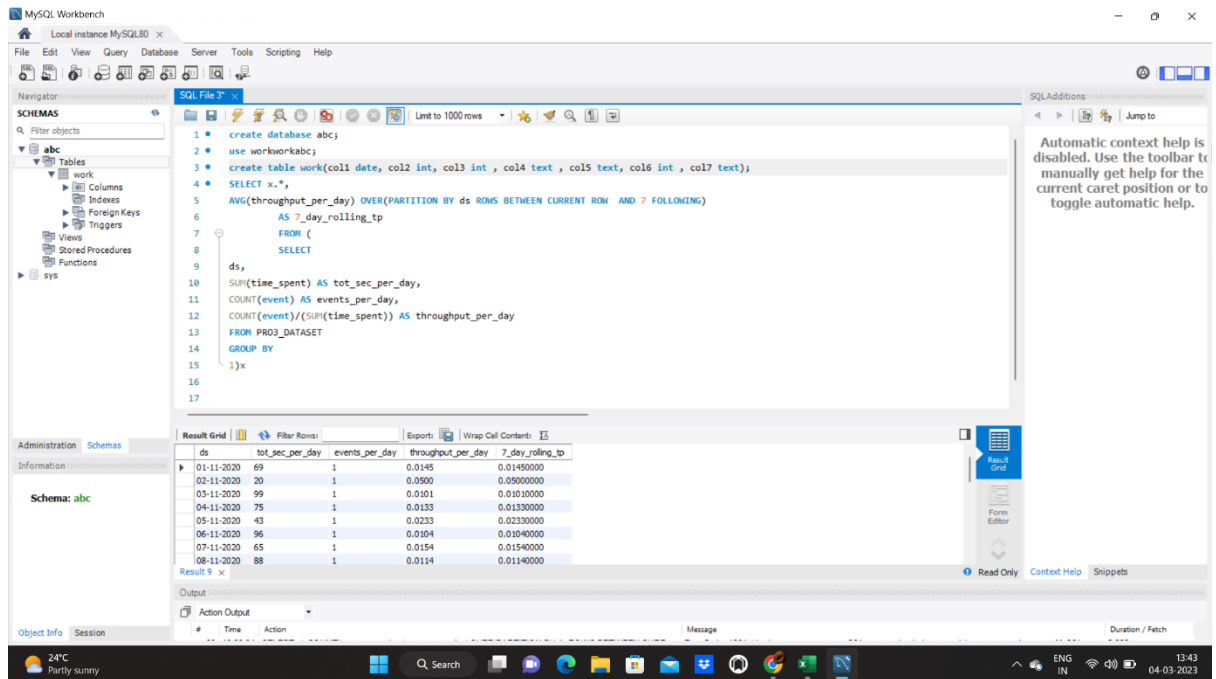 MySQL Workbench
Local instance MySQL80 ×
File Edit View Query Database Server Tools Scripting Help
Navigator
SCHEMAS
Filter objects
abc
Tables
work
Columns
Indexes
Foreign Keys
Triggers
Views
Stored Procedures
Functions
sys
Administration Schemas
Information
Schema: abc
Object Info Session
SQL File 3* ×
Limit to 1000 rows
1 create database abc;
2 use workworkabc;
3 create table work(col1 date, col2 int, col3 int , col4 text , col5 text, col6 int , col7 text);
4 SELECT x.*,
5 AVG(throughput_per_day) OVER(PARTITION BY ds ROWS BETWEEN CURRENT ROW AND 7 FOLLOWING)
6 AS 7_day_rolling_tp
7 FROM (
8 SELECT
9 ds,
10 SUM(time_spent) AS tot_sec_per_day,
11 COUNT(event) AS events_per_day,
12 COUNT(event)/(SUM(time_spent)) AS throughput_per_day
13 FROM PRO3_DATASET
14 GROUP BY
15 1)x
16
17
Result Grid Filter Rows: Export: Wrap Cell Content:
ds tot_sec_per_day events_per_day throughput_per_day 7_day_rolling_tp
01-11-2020 69 1 0.0145 0.01450000
02-11-2020 20 1 0.0500 0.05000000
03-11-2020 99 1 0.0101 0.01010000
04-11-2020 75 1 0.0133 0.01330000
05-11-2020 43 1 0.0233 0.02330000
06-11-2020 96 1 0.0104 0.01040000
07-11-2020 65 1 0.0154 0.01540000
08-11-2020 88 1 0.0114 0.01140000
Result Grid
Form Editor
Result 9 ×
Read Only
Output
Action Output
# Time Action Message Duration / Fetch
SQLAdditions
Jump to
Automatic context help is
disabled. Use the toolbar to
manually get help for the
current caret position or to
toggle automatic help.
Context Help Snippets
24°C
Partly sunny
Search
ENG
IN
13:43
04-03-2023